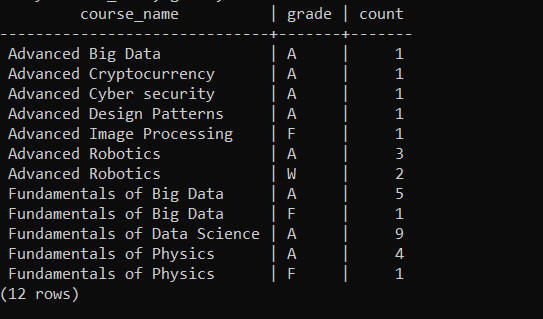 course_name | grade | count
-----------------------------+-------+-------
Advanced Big Data | A | 1
Advanced Cryptocurrency | A | 1
Advanced Cyber security | A | 1
Advanced Design Patterns | A | 1
Advanced Image Processing | F | 1
Advanced Robotics | A | 3
Advanced Robotics | W | 2
Fundamentals of Big Data | A | 5
Fundamentals of Big Data | F | 1
Fundamentals of Data Science | A | 9
Fundamentals of Physics | A | 4
Fundamentals of Physics | F | 1
(12 rows)